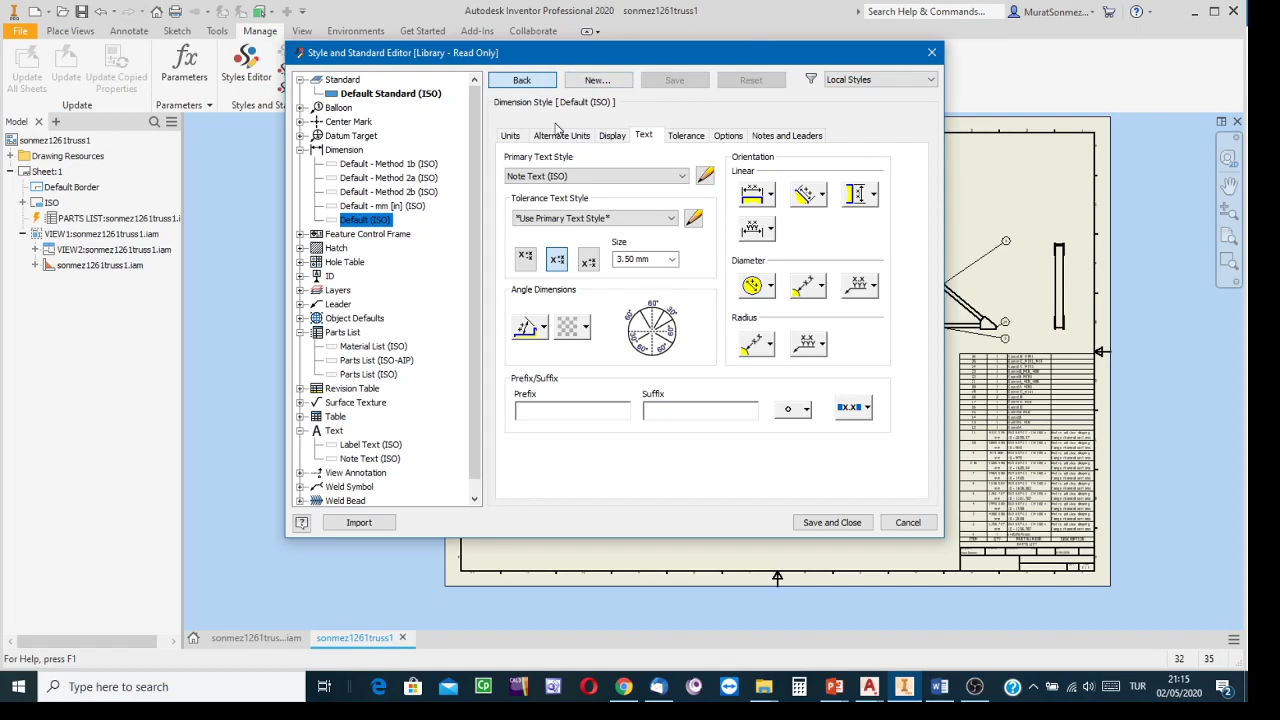 Autodesk Inventor Professional 2020 sonmez1261truss1
Search Help & Commands...
MuratSonmez...
File Place Views Annotate Sketch Tools Manage View Environments Get Started Add-Ins Collaborate
Update All Sheets
Update
Update Copied Properties
Update
Parameters
Parameters
Styles Editor
Styles and Sta
Style and Standard Editor [Library - Read Only]
Back
New...
Save
Reset
Local Styles
Model
sonmez1261truss1
Drawing Resources
Sheet:1
Default Border
ISO
PARTS LIST:sonmez1261truss1.i
VIEW1:sonmez1261truss1.iam
VIEW2:sonmez1261truss1.iam
sonmez1261truss1.iam
Standard
Default Standard (ISO)
Balloon
Center Mark
Datum Target
Dimension
Default - Method 1b (ISO)
Default - Method 2a (ISO)
Default - Method 2b (ISO)
Default - mm [in] (ISO)
Default (ISO)
Feature Control Frame
Hatch
Hole Table
ID
Layers
Leader
Object Defaults
Parts List
Material List (ISO)
Parts List (ISO-AIP)
Parts List (ISO)
Revision Table
Surface Texture
Table
Text
Label Text (ISO)
Note Text (ISO)
View Annotation
Weld Symbol
Weld Bead
Import
Dimension Style [ Default (ISO) ]
Units Alternate Units Display Text Tolerance Options Notes and Leaders
Primary Text Style
Note Text (ISO)
Tolerance Text Style
*Use Primary Text Style*
Size
3.50 mm
Angle Dimensions
Orientation
Linear
Diameter
Radius
Prefix/Suffix
Prefix
Suffix
Save and Close
Cancel
sonmez1261trus...iam
sonmez1261truss1
For Help, press F1
32 35
Type here to search
TUR
21:15
02/05/2020